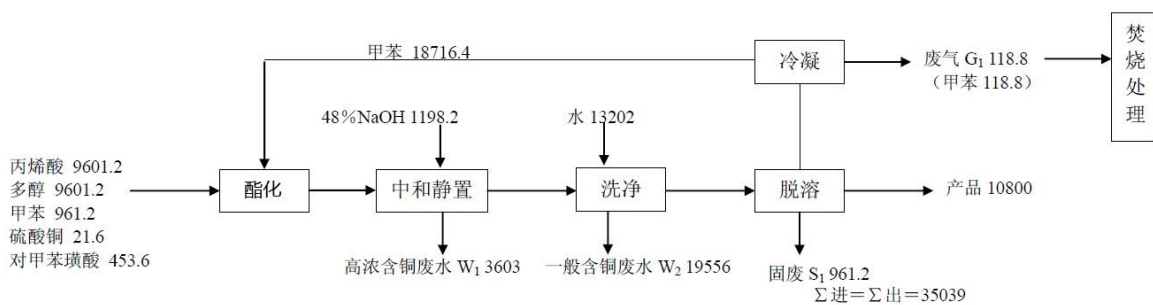 甲苯 18716.4
冷凝
废气 G₁ 118.8
（甲苯 118.8）
焚烧处理
48%NaOH 1198.2
水 13202
丙烯酸 9601.2
多醇 9601.2
甲苯 961.2
硫酸铜 21.6
对甲苯璜酸 453.6
酯化
中和静置
洗净
脱溶
产品 10800
高浓含铜废水 W₁ 3603
一般含铜废水 W₂ 19556
固废 S₁ 961.2
Σ进＝Σ出＝35039